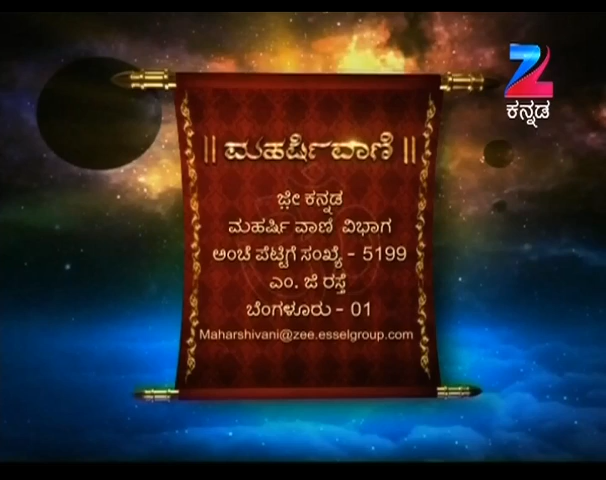 ಕನ್ನಡ
|| ಮಹರ್ಷಿವಾಣಿ ||
ಜ಼ೀ ಕನ್ನಡ
ಮಹರ್ಷಿ ವಾಣಿ ವಿಭಾಗ
ಅಂಚೆ ಪೆಟ್ಟಿಗೆ ಸಂಖ್ಯೆ - 5199
ಎಂ. ಜಿ ರಸ್ತೆ
ಬೆಂಗಳೂರು - 01
Maharshivani@zee.esselgroup.com